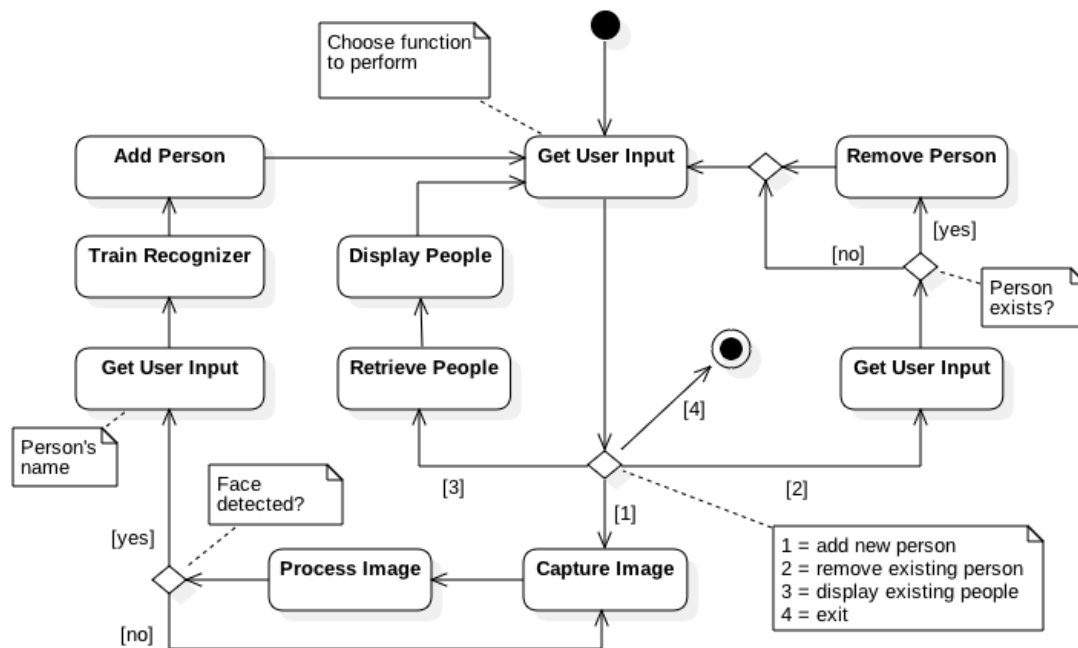 Choose function
to perform
Add Person
Get User Input
Remove Person
Train Recognizer
Display People
[yes]
[no]
Person
exists?
Get User Input
Retrieve People
Get User Input
[4]
Person's
name
Face
detected?
[3]
[2]
[1]
[yes]
Process Image
Capture Image
1 = add new person
2 = remove existing person
3 = display existing people
4 = exit
[no]